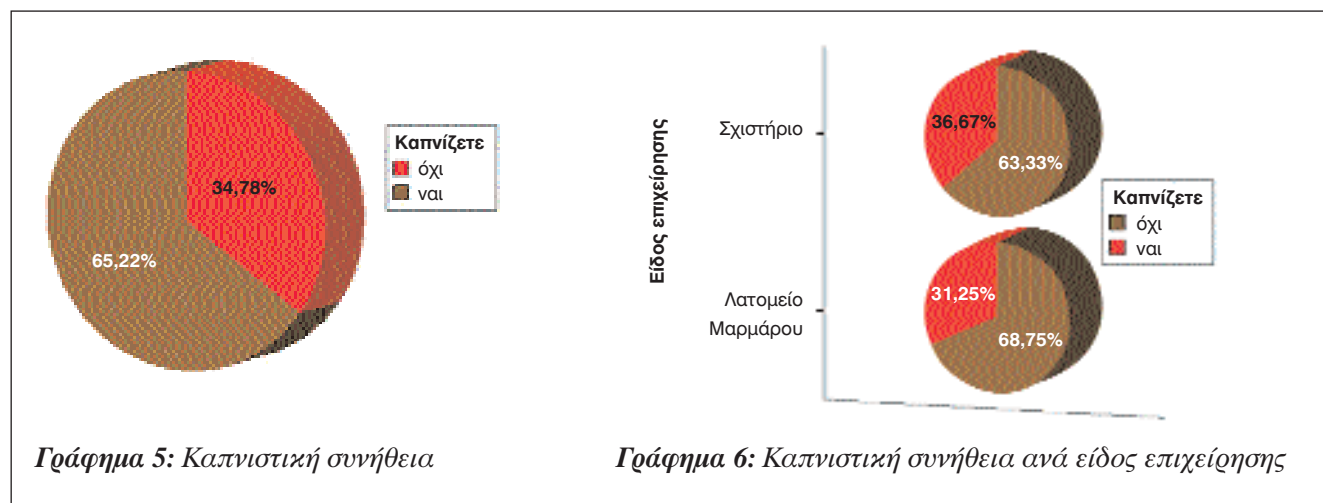 Καπνίζετε
όχι
ναι
34,78%
65,22%
Γράφημα 5: Καπνιστική συνήθεια
Είδος επιχείρησης
Σχιστήριο
36,67%
63,33%
Καπνίζετε
όχι
ναι
Λατομείο
Μαρμάρου
31,25%
68,75%
Γράφημα 6: Καπνιστική συνήθεια ανά είδος επιχείρησης